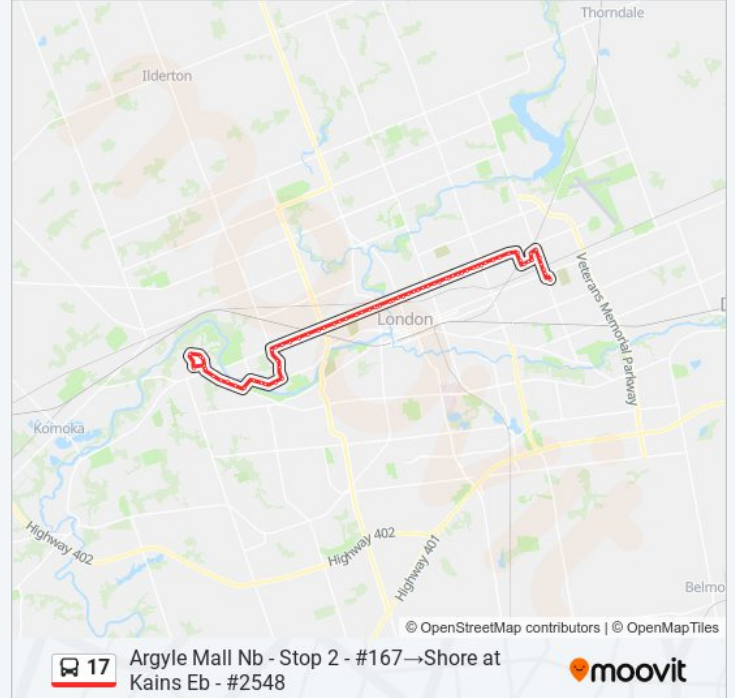 Thorndale
Ilderton
Veterans Memorial Parkway
London
Komoka
Highway 402
Highway 402
Highway 401
Belmo
© OpenStreetMap contributors | © OpenMapTiles
17
Argyle Mall Nb - Stop 2 - #167→Shore at
Kains Eb - #2548
moovit